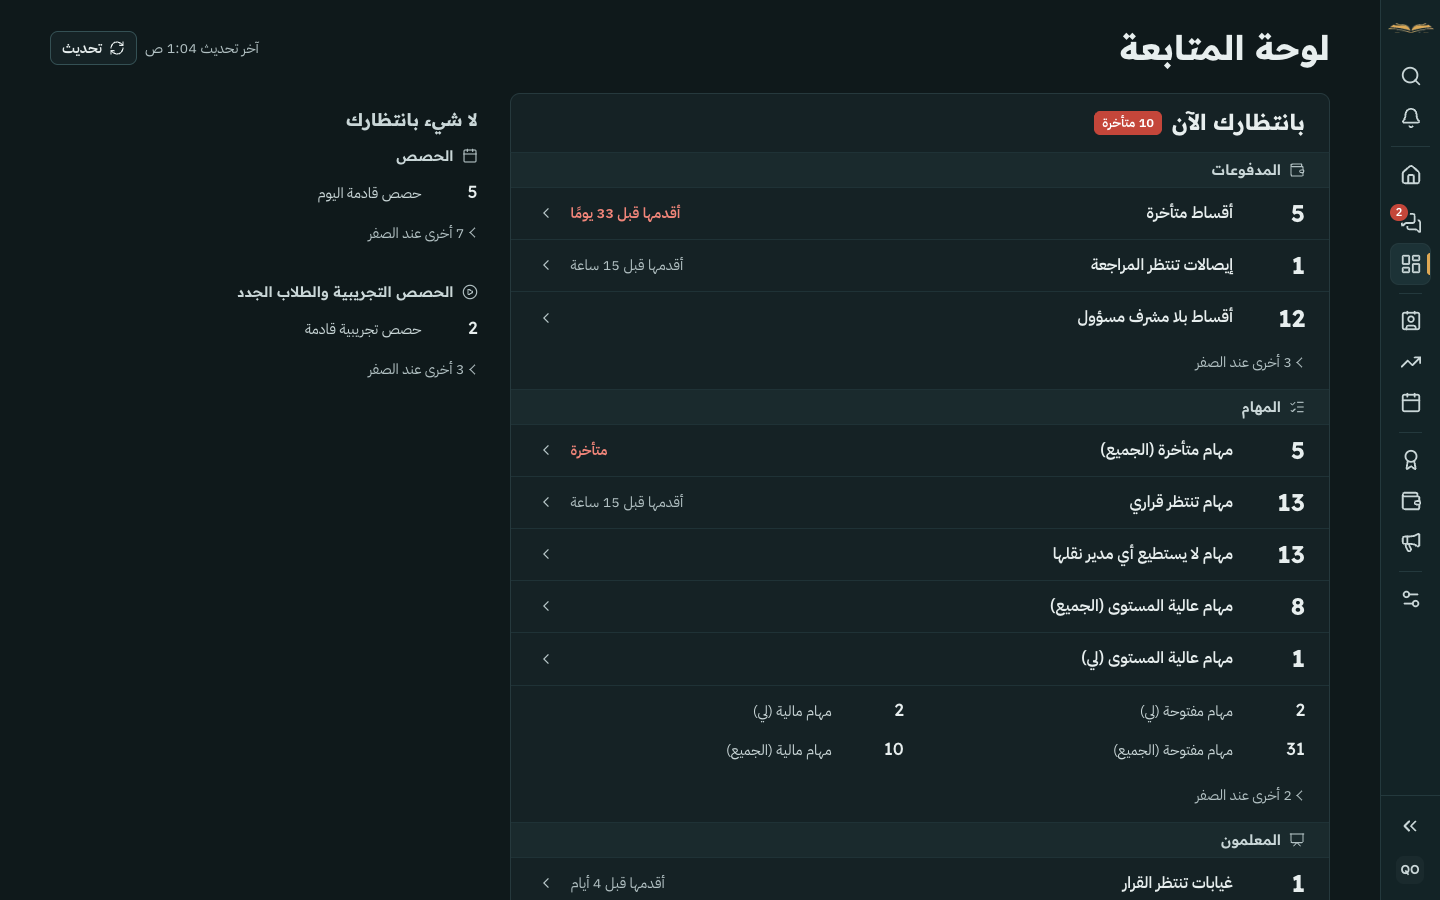 لوحة المتابعة
آخر تحديث 1:04 ص
تحديث
2
QO
بانتظارك الآن
10 متأخرة
المدفوعات
5 أقساط متأخرة أقدمها قبل 33 يومًا
1 إيصالات تنتظر المراجعة أقدمها قبل 15 ساعة
12 أقساط بلا مشرف مسؤول
3 أخرى عند الصفر
المهام
5 مهام متأخرة (الجميع) متأخرة
13 مهام تنتظر قراري أقدمها قبل 15 ساعة
13 مهام لا يستطيع أي مدير نقلها
8 مهام عالية المستوى (الجميع)
1 مهام عالية المستوى (لي)
2 مهام مفتوحة (لي) 2 مهام مالية (لي)
31 مهام مفتوحة (الجميع) 10 مهام مالية (الجميع)
2 أخرى عند الصفر
المعلمون
1 غيابات تنتظر القرار أقدمها قبل 4 أيام
لا شيء بانتظارك
الحصص
5 حصص قادمة اليوم
7 أخرى عند الصفر
الحصص التجريبية والطلاب الجدد
2 حصص تجريبية قادمة
3 أخرى عند الصفر